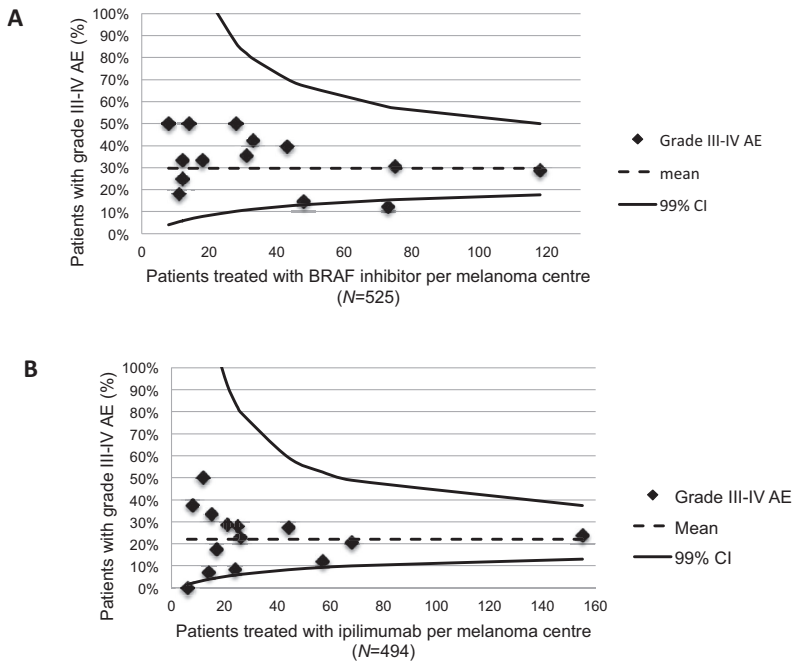 A
Patients with grade III-IV AE (%)
100%
90%
80%
70%
60%
50%
40%
30%
20%
10%
0%
0 20 40 60 80 100 120
Patients treated with BRAF inhibitor per melanoma centre
(N=525)
Grade III-IV AE
mean
99% CI
B
Patients with grade III-IV AE (%)
100%
90%
80%
70%
60%
50%
40%
30%
20%
10%
0%
0 20 40 60 80 100 120 140 160
Patients treated with ipilimumab per melanoma centre
(N=494)
Grade III-IV AE
Mean
99% CI